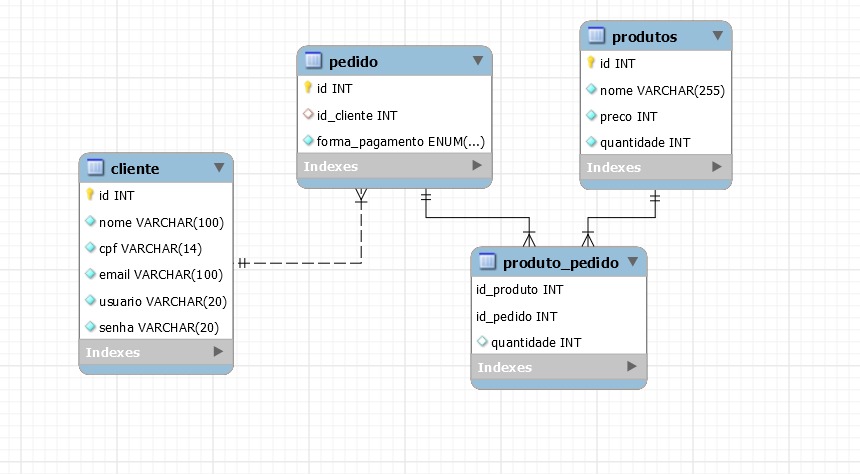 pedido
id INT
id_cliente INT
forma_pagamento ENUM(...)
Indexes
produtos
id INT
nome VARCHAR(255)
preco INT
quantidade INT
Indexes
cliente
id INT
nome VARCHAR(100)
cpf VARCHAR(14)
email VARCHAR(100)
usuario VARCHAR(20)
senha VARCHAR(20)
Indexes
produto_pedido
id_produto INT
id_pedido INT
quantidade INT
Indexes